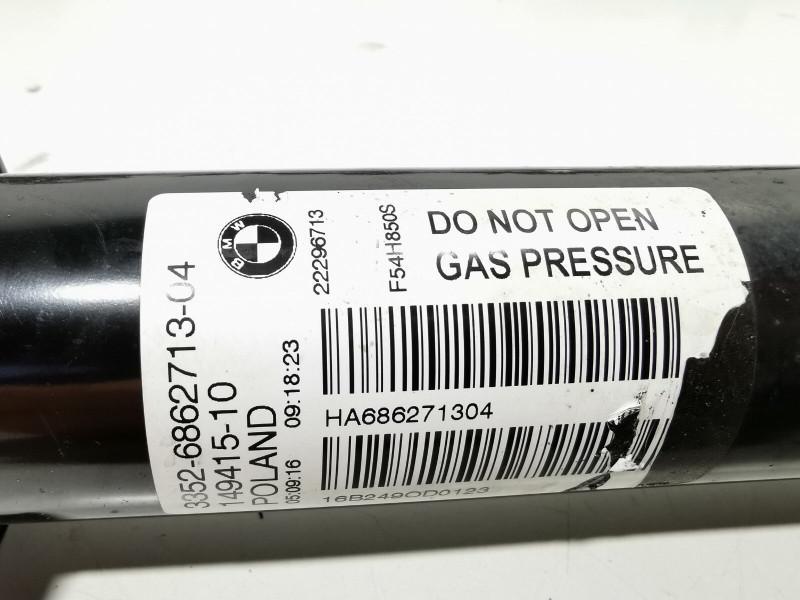 BMW
3352-6862713-04
149415-10
POLAND
05:09:16 09:18:23
22296713 F54H850S
DO NOT OPEN
GAS PRESSURE
HA686271304
16B249OD0123